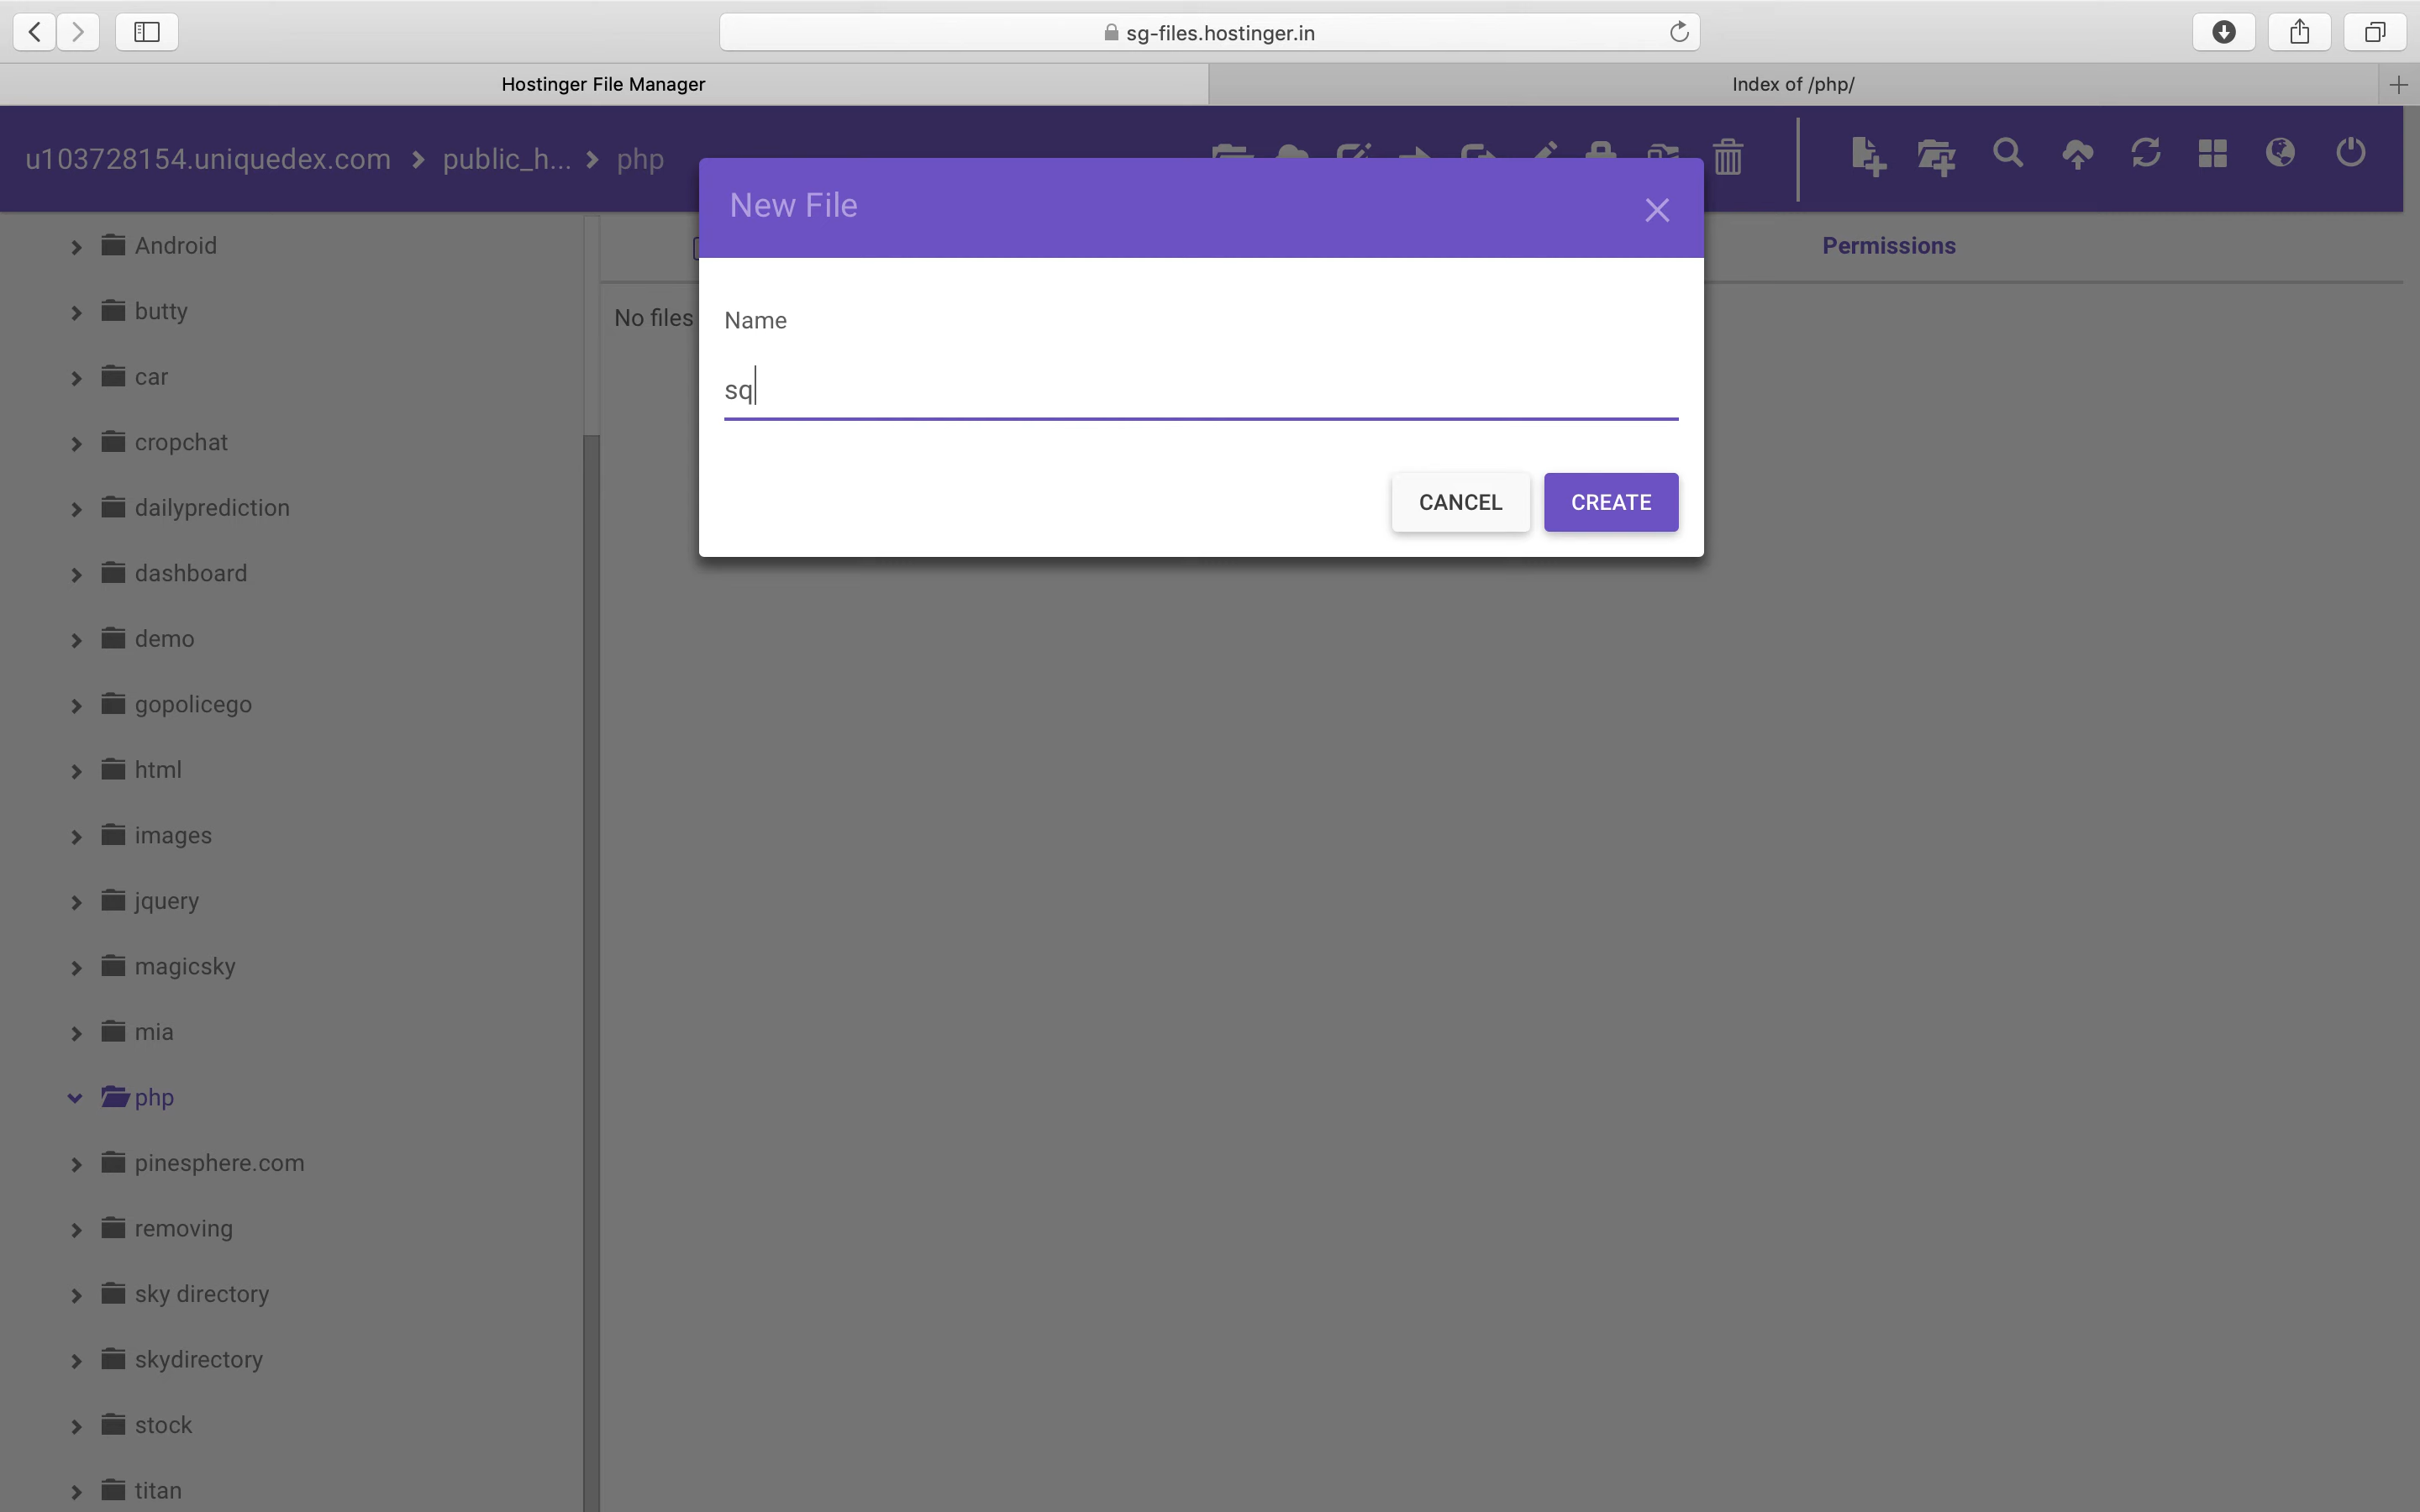 sg-files.hostinger.in
Hostinger File Manager
Index of /php/
u103728154.uniquedex.com > public_h... > php
New File
Permissions
No files
Name
sq
CANCEL
CREATE
Android
butty
car
cropchat
dailyprediction
dashboard
demo
gopolicego
html
images
jquery
magicsky
mia
php
pinesphere.com
removing
sky directory
skydirectory
stock
titan